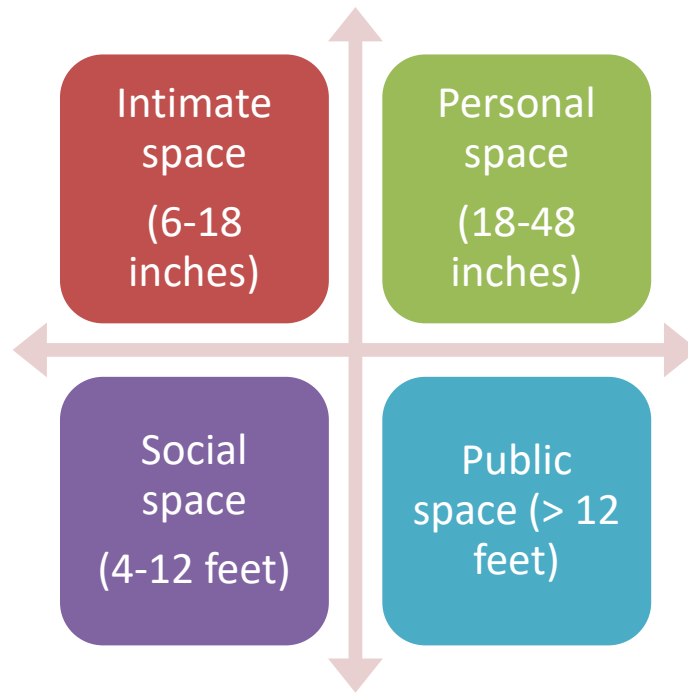 Intimate
space
(6-18
inches)
Personal
space
(18-48
inches)
Social
space
(4-12 feet)
Public
space (> 12
feet)